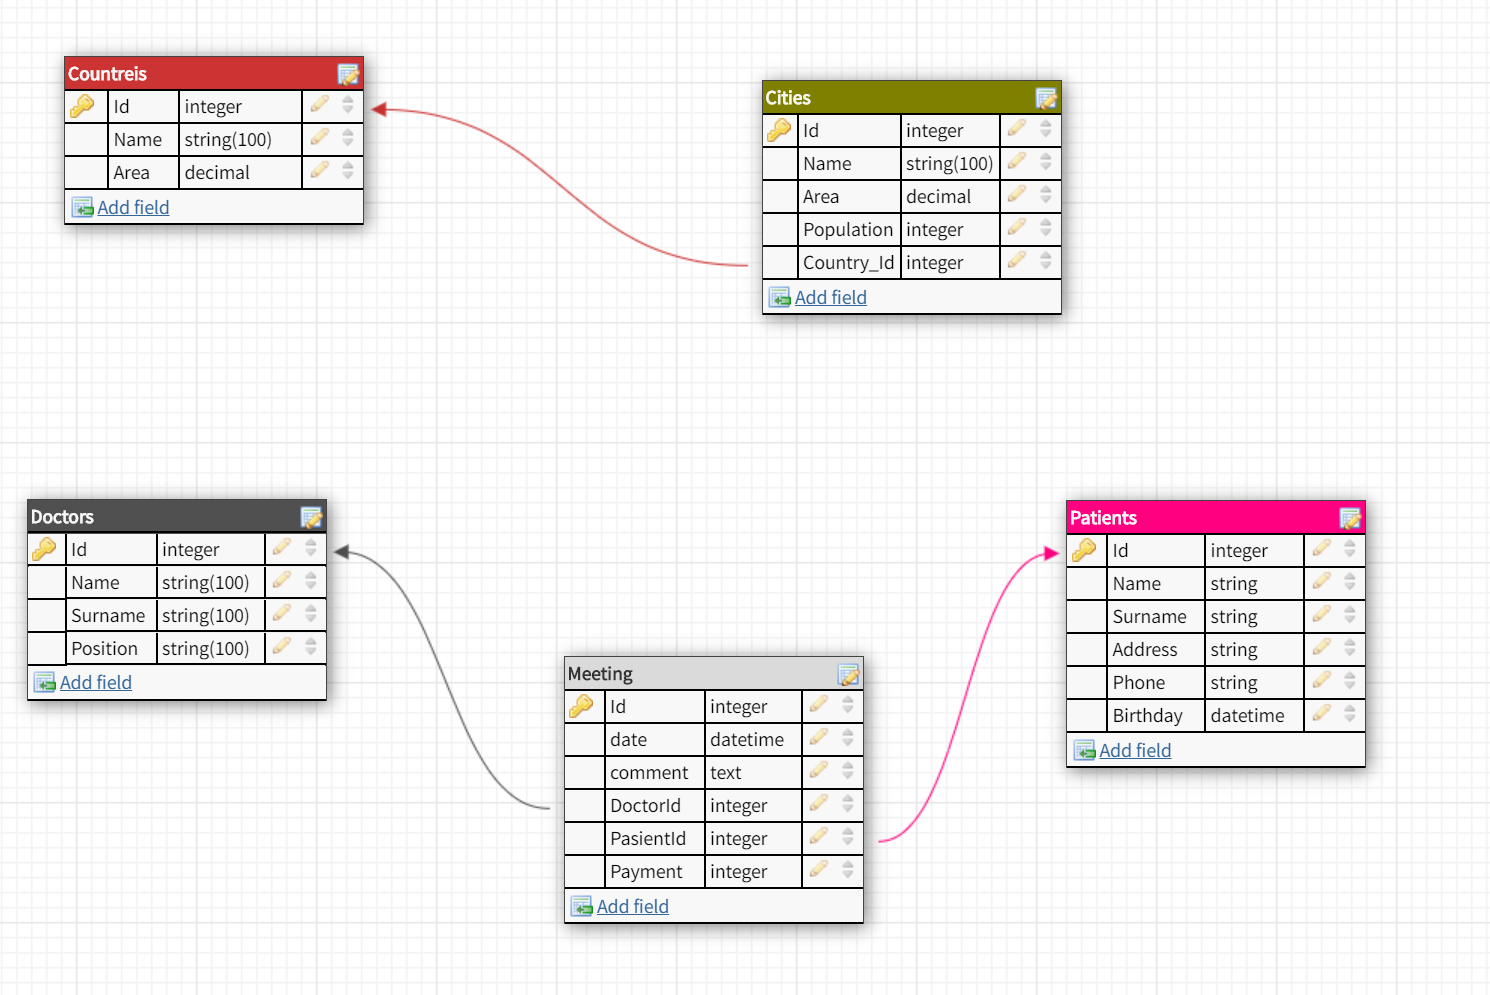 Countreis
Id integer
Name string(100)
Area decimal
Add field
Cities
Id integer
Name string(100)
Area decimal
Population integer
Country_Id integer
Add field
Doctors
Id integer
Name string(100)
Surname string(100)
Position string(100)
Add field
Meeting
Id integer
date datetime
comment text
DoctorId integer
PasientId integer
Payment integer
Add field
Patients
Id integer
Name string
Surname string
Address string
Phone string
Birthday datetime
Add field